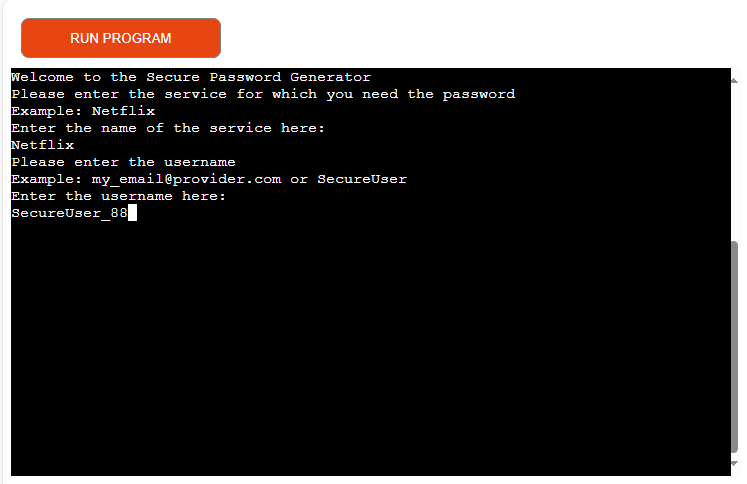 RUN PROGRAM
Welcome to the Secure Password Generator
Please enter the service for which you need the password
Example: Netflix
Enter the name of the service here:
Netflix
Please enter the username
Example: my_email@provider.com or SecureUser
Enter the username here:
SecureUser_88